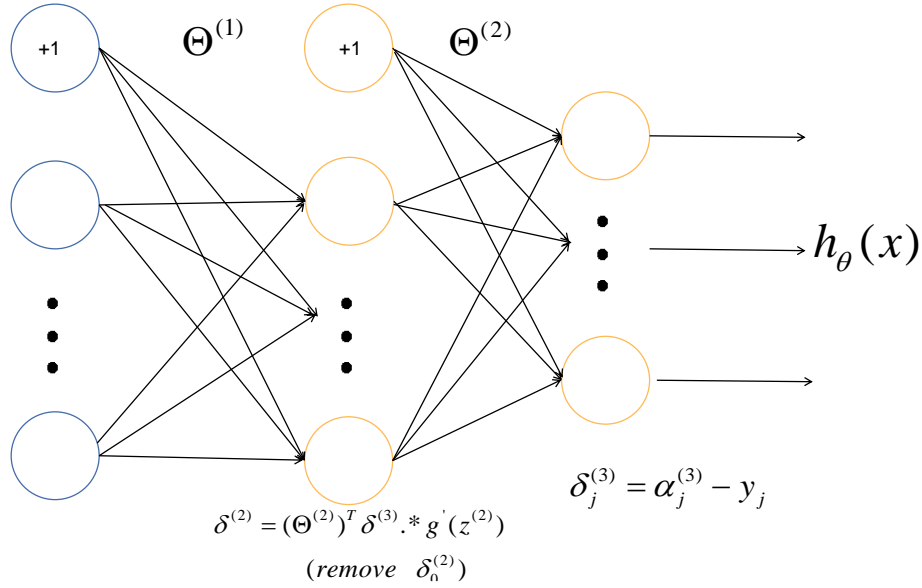 +1
Θ^(1)
+1
Θ^(2)
h_θ(x)
δ_j^(3) = α_j^(3) − y_j
δ^(2) = (Θ^(2))^T δ^(3) .* g'(z^(2))
(remove δ_0^(2))